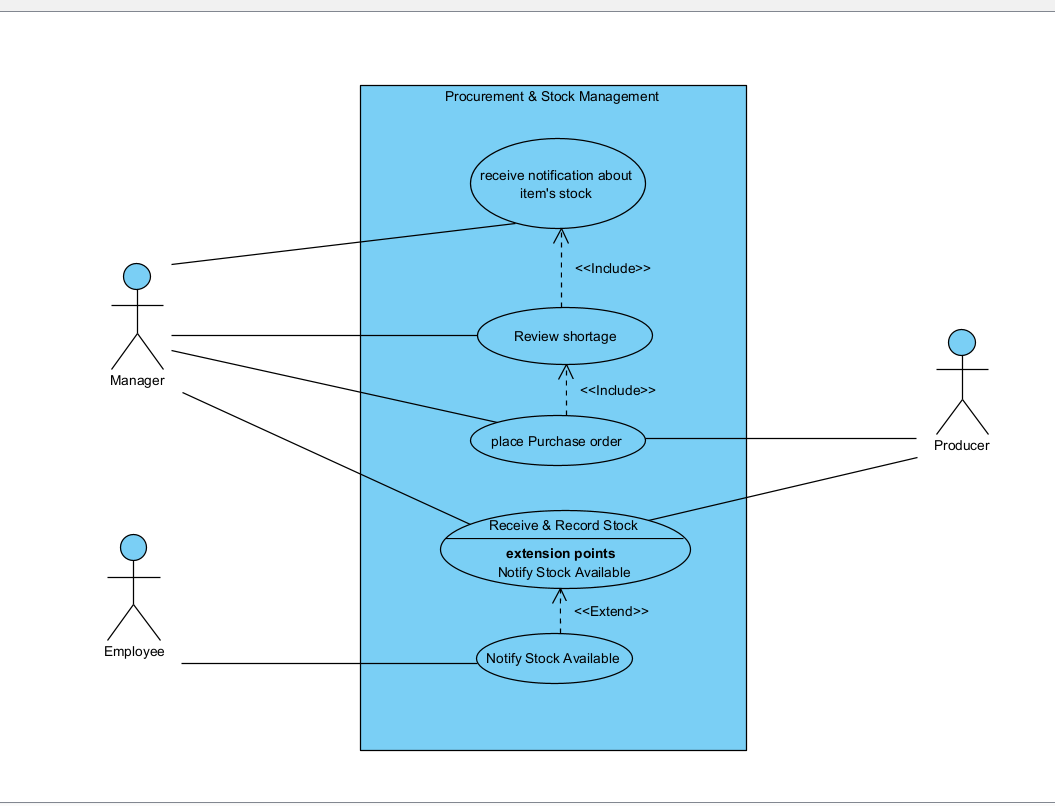 Procurement & Stock Management
receive notification about
item's stock
<<Include>>
Review shortage
<<Include>>
Manager
place Purchase order
Producer
Receive & Record Stock
extension points
Notify Stock Available
<<Extend>>
Employee
Notify Stock Available